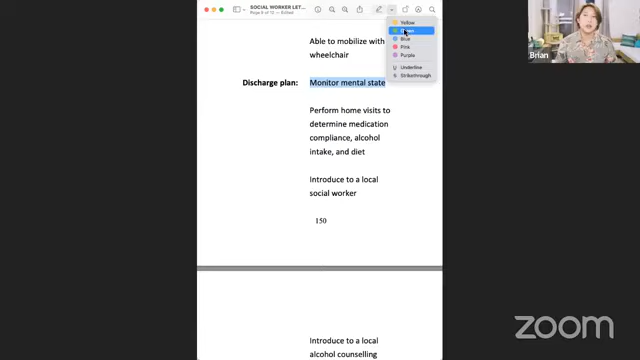 SOCIAL WORKER LET...
Page 9 of 12 – Edited
Yellow
Green
Blue
Pink
Purple
Underline
Strikethrough
Brian
Able to mobilize with
wheelchair
Discharge plan: Monitor mental state
Perform home visits to
determine medication
compliance, alcohol
intake, and diet
Introduce to a local
social worker
150
Introduce to a local
alcohol counselling
zoom